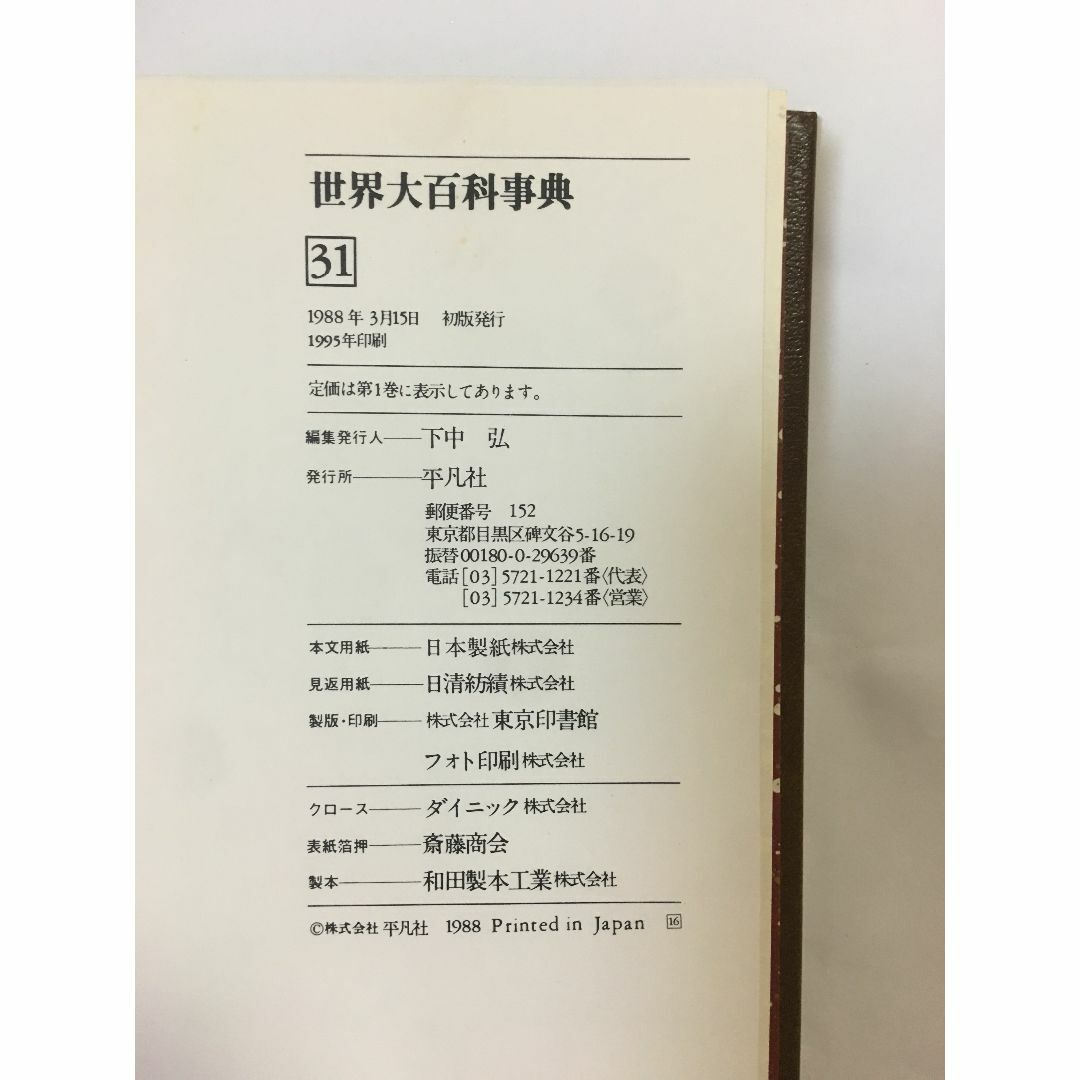 世界大百科事典
31
1988年 3月15日 初版発行
1995年印刷
定価は第1巻に表示してあります。
編集発行人——下中 弘
発行所———平凡社
郵便番号 152
東京都目黒区碑文谷5-16-19
振替00180-0-29639番
電話[03]5721-1221番〈代表〉
[03]5721-1234番〈営業〉
本文用紙——日本製紙株式会社
見返用紙——日清紡績株式会社
製版・印刷——株式会社東京印書館
フォト印刷株式会社
クロース——ダイニック株式会社
表紙箔押——斎藤商会
製本———和田製本工業株式会社
©株式会社平凡社 1988 Printed in Japan 16